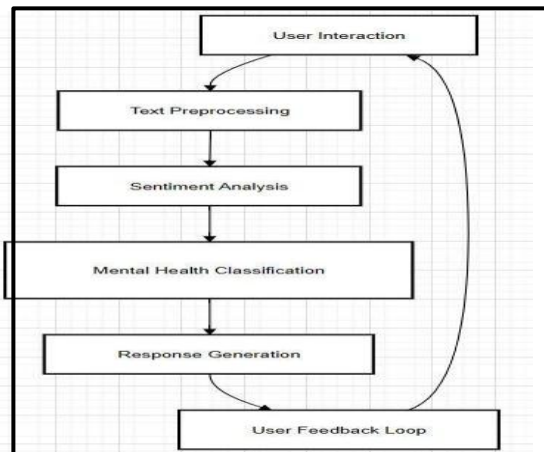 User Interaction
Text Preprocessing
Sentiment Analysis
Mental Health Classification
Response Generation
User Feedback Loop